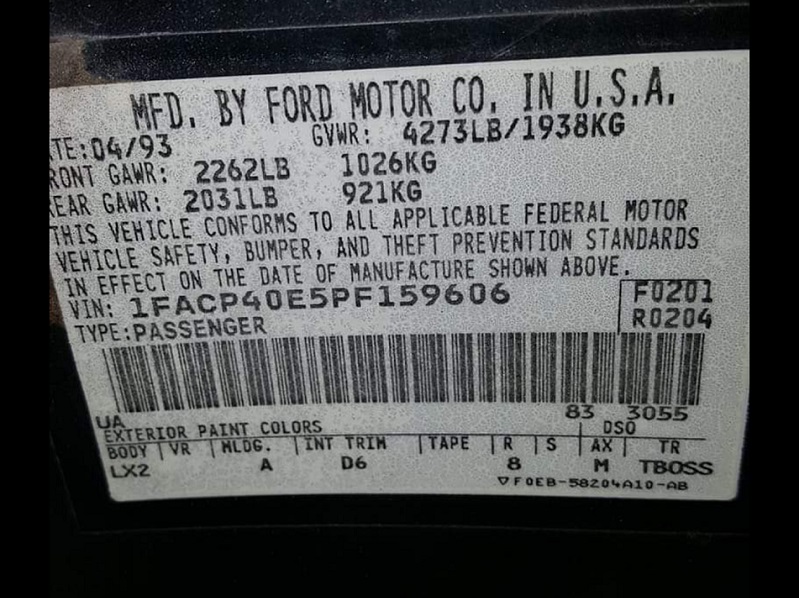 MFD. BY FORD MOTOR CO. IN U.S.A.
TE: 04/93 GVWR: 4273LB/1938KG
RONT GAWR: 2262LB 1026KG
EAR GAWR: 2031LB 921KG
THIS VEHICLE CONFORMS TO ALL APPLICABLE FEDERAL MOTOR
VEHICLE SAFETY, BUMPER, AND THEFT PREVENTION STANDARDS
IN EFFECT ON THE DATE OF MANUFACTURE SHOWN ABOVE.
VIN: 1FACP40E5PF159606 F0201
TYPE: PASSENGER R0204
UA 83 3055
EXTERIOR PAINT COLORS DSO
BODY VR MLDG. INT TRIM TAPE R S AX TR
LX2 A D6 8 M TBOSS
▽F0EB-58204A10-AB